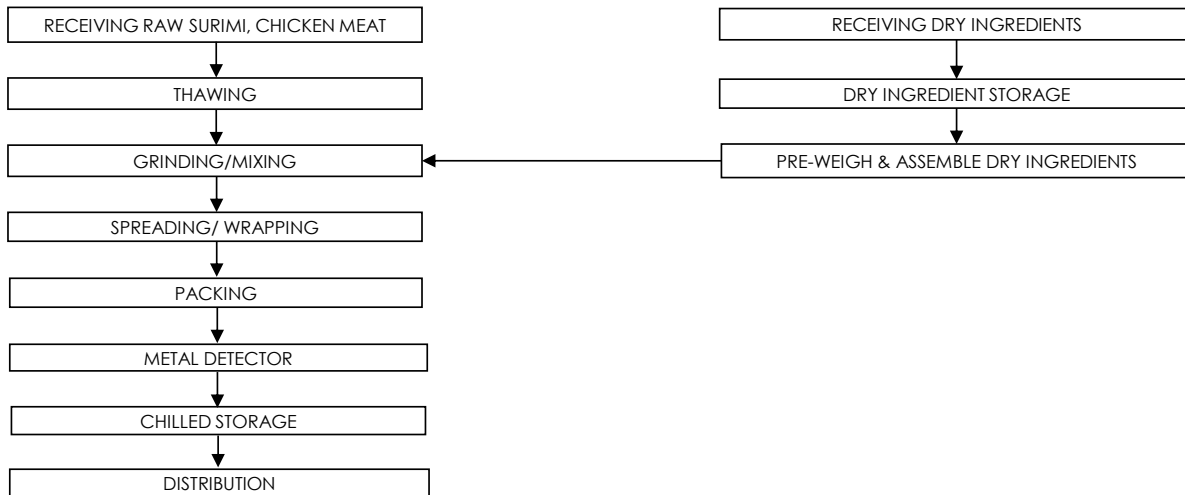 RECEIVING RAW SURIMI, CHICKEN MEAT
THAWING
GRINDING/MIXING
SPREADING/ WRAPPING
PACKING
METAL DETECTOR
CHILLED STORAGE
DISTRIBUTION
RECEIVING DRY INGREDIENTS
DRY INGREDIENT STORAGE
PRE-WEIGH & ASSEMBLE DRY INGREDIENTS